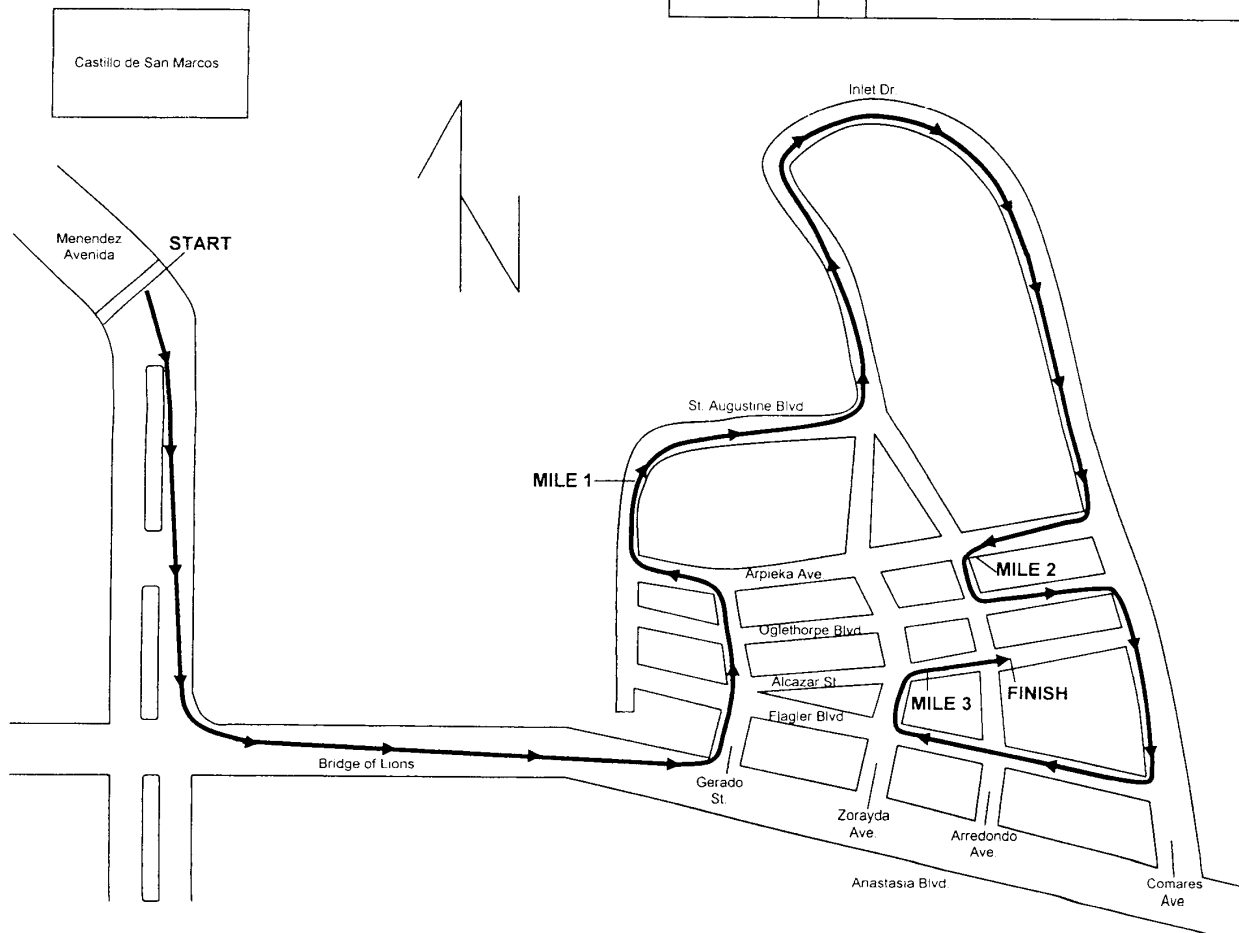 Castillo de San Marcos
Inlet Dr.
Menendez
Avenida
START
St. Augustine Blvd
MILE 1
Arpieka Ave
MILE 2
Oglethorpe Blvd.
Alcazar St.
MILE 3
FINISH
Flagler Blvd
Bridge of Lions
Gerado
St.
Zorayda
Ave.
Arredondo
Ave.
Anastasia Blvd.
Comares
Ave